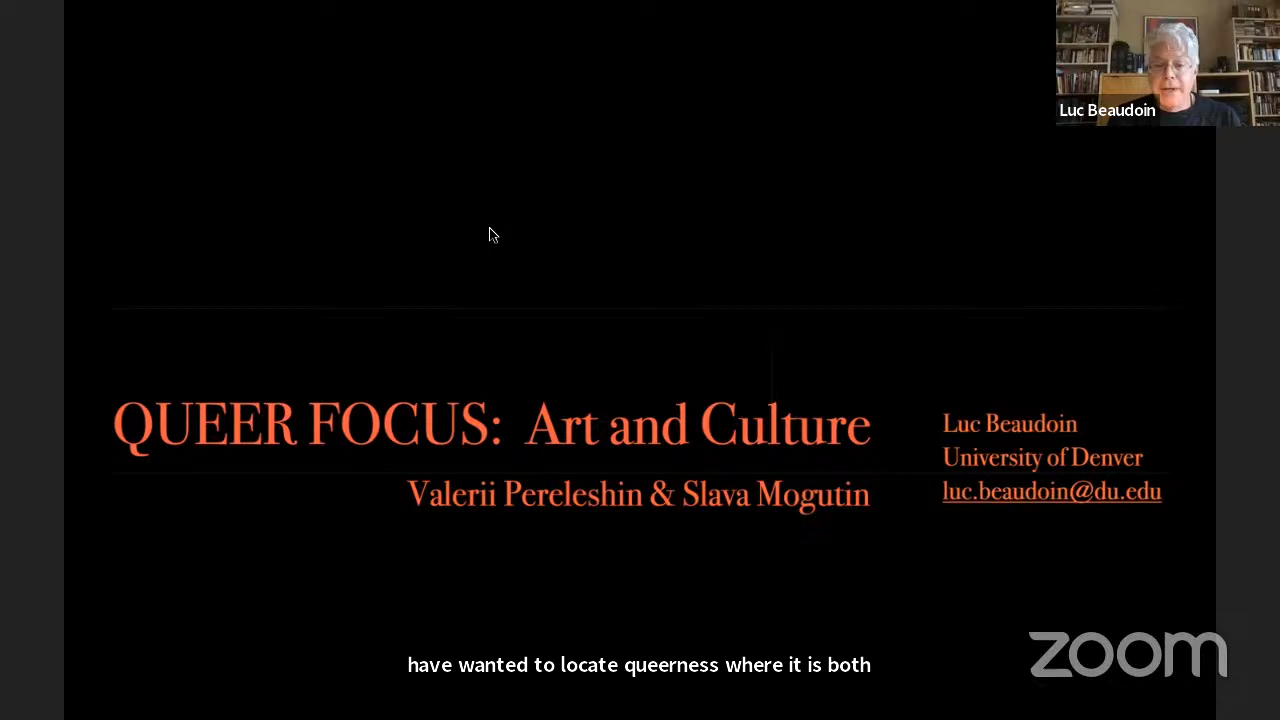 Luc Beaudoin
QUEER FOCUS: Art and Culture
Valerii Pereleshin & Slava Mogutin
Luc Beaudoin
University of Denver
luc.beaudoin@du.edu
have wanted to locate queerness where it is both
zoom